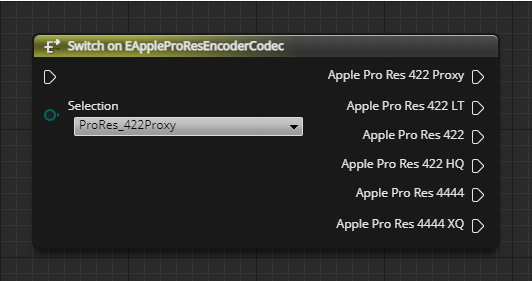 Switch on EAppleProResEncoderCodec
Apple Pro Res 422 Proxy
Selection
ProRes_422Proxy
Apple Pro Res 422 LT
Apple Pro Res 422
Apple Pro Res 422 HQ
Apple Pro Res 4444
Apple Pro Res 4444 XQ